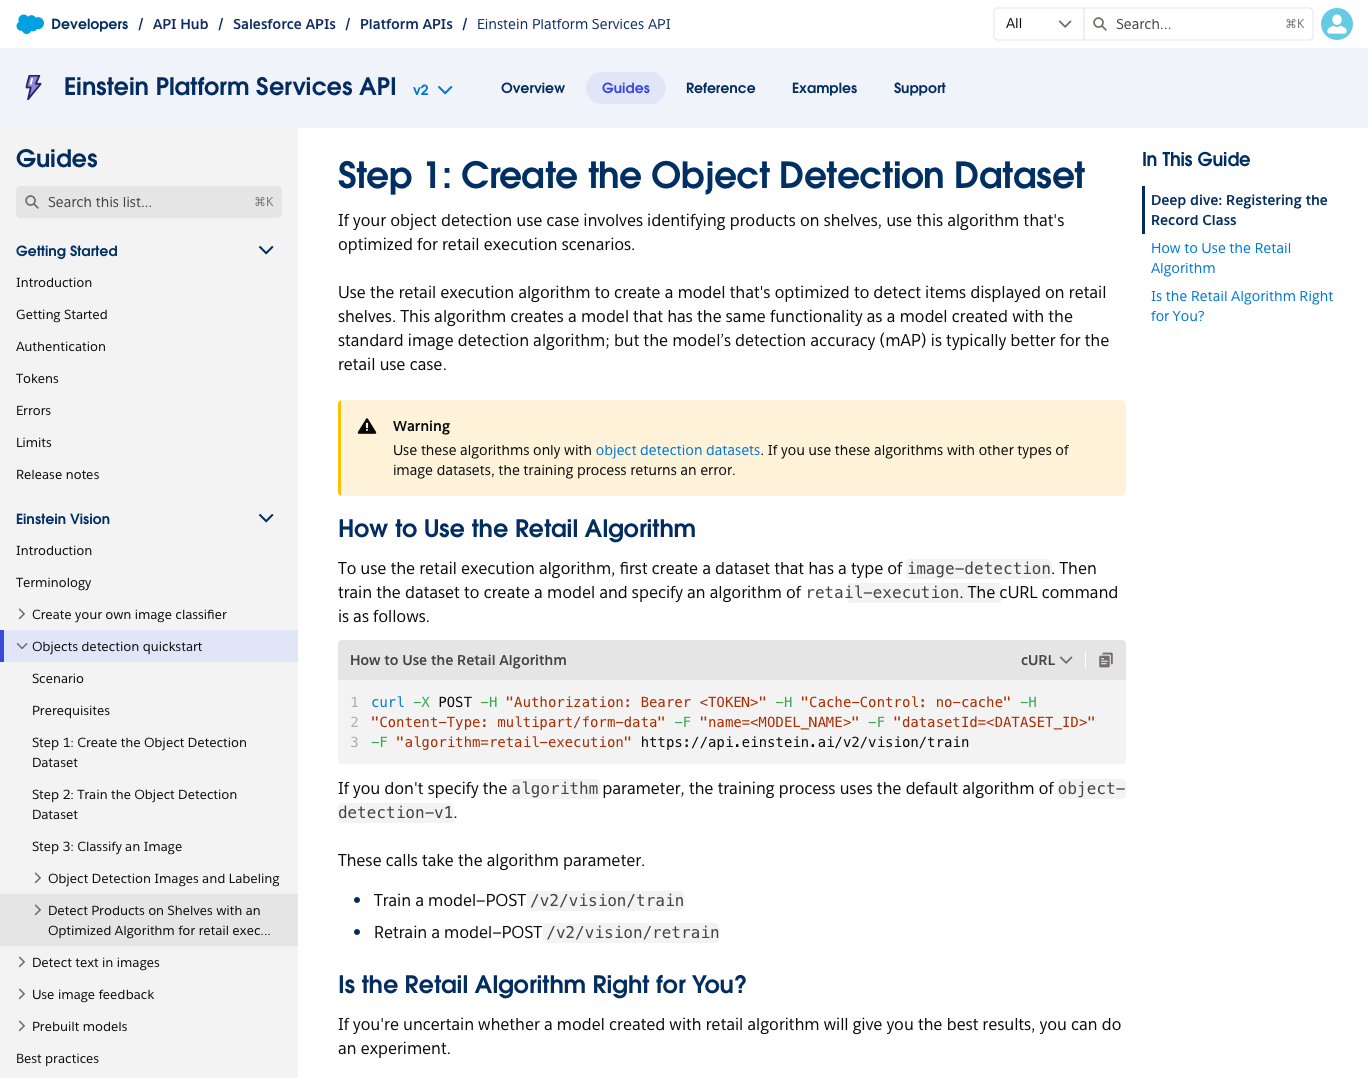 Developers / API Hub / Salesforce APIs / Platform APIs / Einstein Platform Services API
All
Search... ⌘K
Einstein Platform Services API v2
Overview Guides Reference Examples Support
Guides
Search this list... ⌘K
Getting Started
Introduction
Getting Started
Authentication
Tokens
Errors
Limits
Release notes
Einstein Vision
Introduction
Terminology
Create your own image classifier
Objects detection quickstart
Scenario
Prerequisites
Step 1: Create the Object Detection
Dataset
Step 2: Train the Object Detection
Dataset
Step 3: Classify an Image
Object Detection Images and Labeling
Detect Products on Shelves with an
Optimized Algorithm for retail exec...
Detect text in images
Use image feedback
Prebuilt models
Best practices
Step 1: Create the Object Detection Dataset
If your object detection use case involves identifying products on shelves, use this algorithm that's
optimized for retail execution scenarios.
Use the retail execution algorithm to create a model that's optimized to detect items displayed on retail
shelves. This algorithm creates a model that has the same functionality as a model created with the
standard image detection algorithm; but the model’s detection accuracy (mAP) is typically better for the
retail use case.
Warning
Use these algorithms only with object detection datasets. If you use these algorithms with other types of
image datasets, the training process returns an error.
How to Use the Retail Algorithm
To use the retail execution algorithm, first create a dataset that has a type of image-detection. Then
train the dataset to create a model and specify an algorithm of retail-execution. The cURL command
is as follows.
How to Use the Retail Algorithm cURL
1 curl -X POST -H "Authorization: Bearer <TOKEN>" -H "Cache-Control: no-cache" -H
2 "Content-Type: multipart/form-data" -F "name=<MODEL_NAME>" -F "datasetId=<DATASET_ID>"
3 -F "algorithm=retail-execution" https://api.einstein.ai/v2/vision/train
If you don't specify the algorithm parameter, the training process uses the default algorithm of object-
detection-v1.
These calls take the algorithm parameter.
• Train a model–POST /v2/vision/train
• Retrain a model–POST /v2/vision/retrain
Is the Retail Algorithm Right for You?
If you're uncertain whether a model created with retail algorithm will give you the best results, you can do
an experiment.
In This Guide
Deep dive: Registering the
Record Class
How to Use the Retail
Algorithm
Is the Retail Algorithm Right
for You?